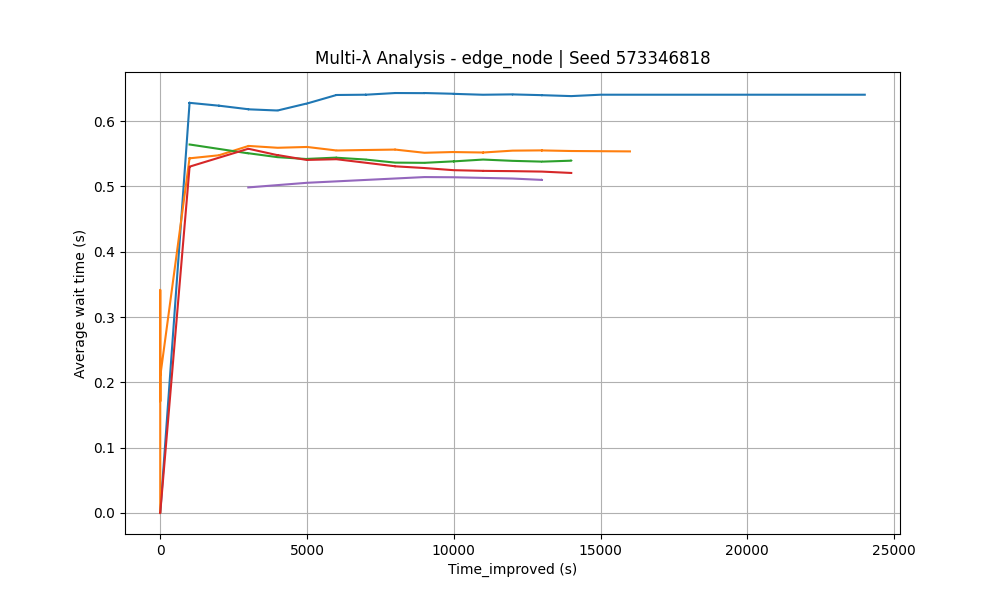 Multi-λ Analysis - edge_node | Seed 573346818
Average wait time (s)
0.6
0.5
0.4
0.3
0.2
0.1
0.0
0 5000 10000 15000 20000 25000
Time_improved (s)